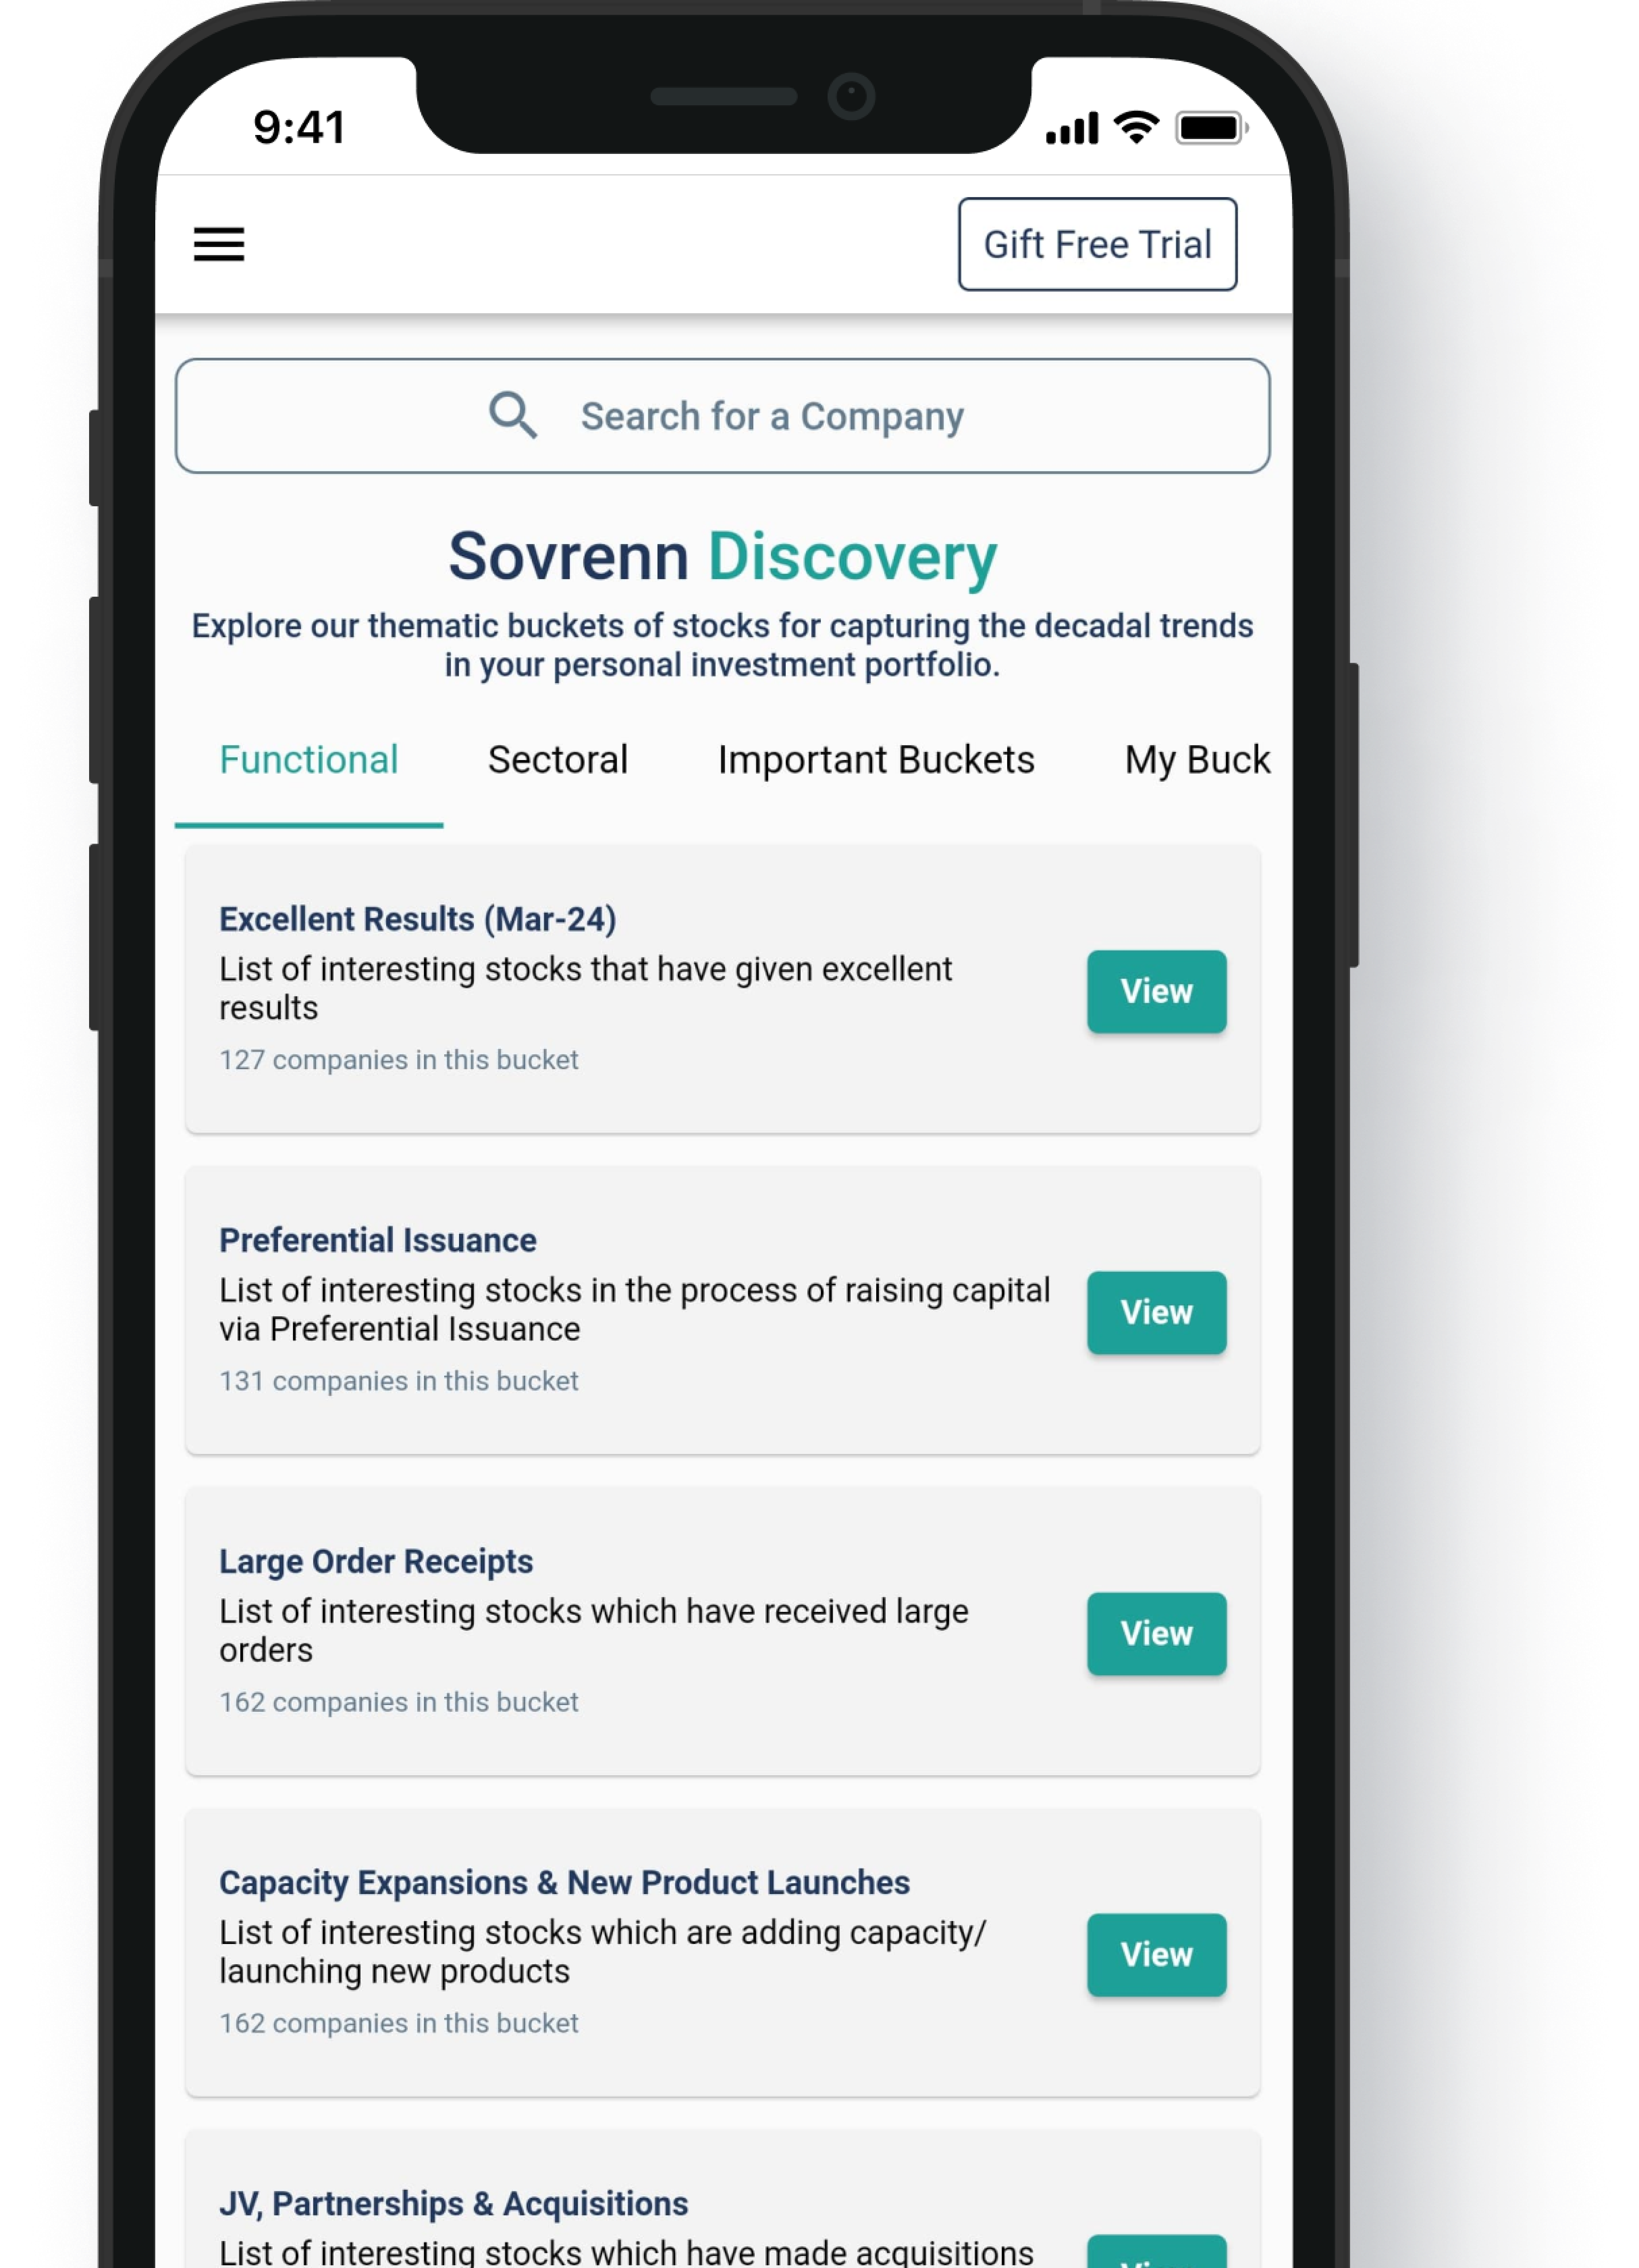 9:41
Gift Free Trial
Search for a Company
Sovrenn Discovery
Explore our thematic buckets of stocks for capturing the decadal trends
in your personal investment portfolio.
Functional Sectoral Important Buckets My Buck
Excellent Results (Mar-24)
List of interesting stocks that have given excellent
results
View
127 companies in this bucket
Preferential Issuance
List of interesting stocks in the process of raising capital
via Preferential Issuance
View
131 companies in this bucket
Large Order Receipts
List of interesting stocks which have received large
orders
View
162 companies in this bucket
Capacity Expansions & New Product Launches
List of interesting stocks which are adding capacity/
launching new products
View
162 companies in this bucket
JV, Partnerships & Acquisitions
List of interesting stocks which have made acquisitions
View